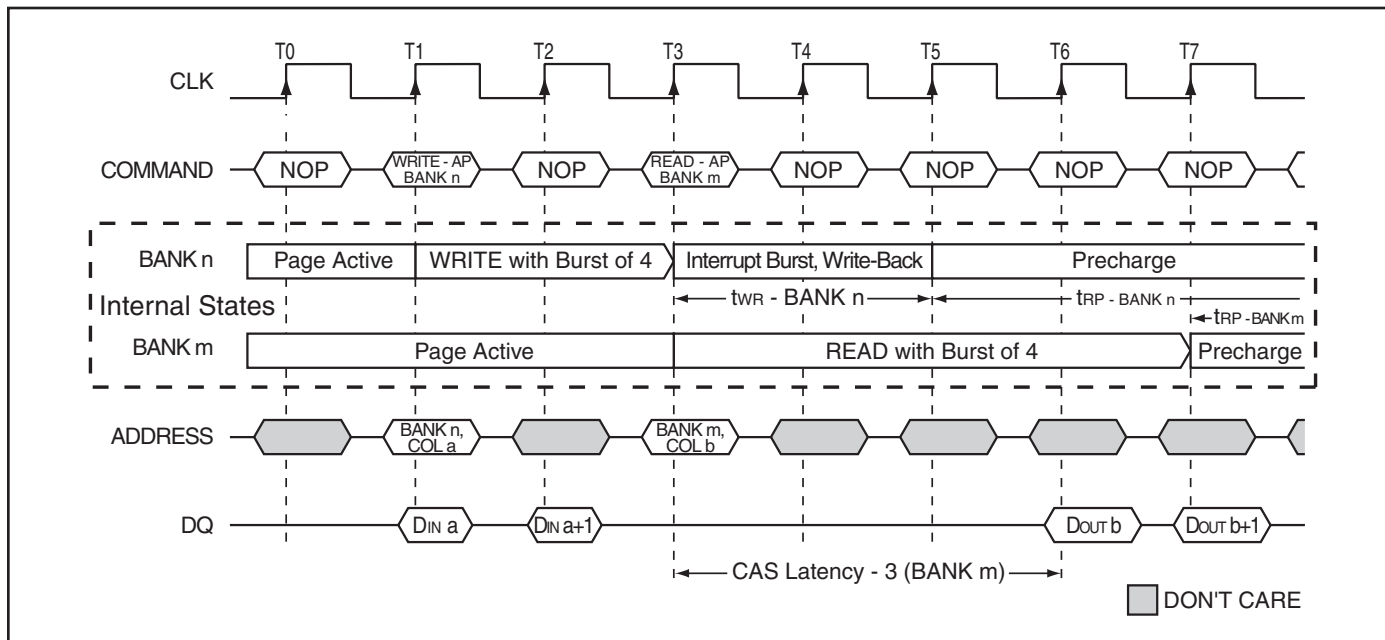 T0 T1 T2 T3 T4 T5 T6 T7
CLK
COMMAND NOP WRITE - AP BANK n NOP READ - AP BANK m NOP NOP NOP NOP
BANK n Page Active WRITE with Burst of 4 Interrupt Burst, Write-Back Precharge
tWR - BANK n tRP - BANK n
Internal States
tRP - BANK m
BANK m Page Active READ with Burst of 4 Precharge
ADDRESS BANK n, COL a BANK m, COL b
DQ DIN a DIN a+1 DOUT b DOUT b+1
CAS Latency - 3 (BANK m)
DON'T CARE